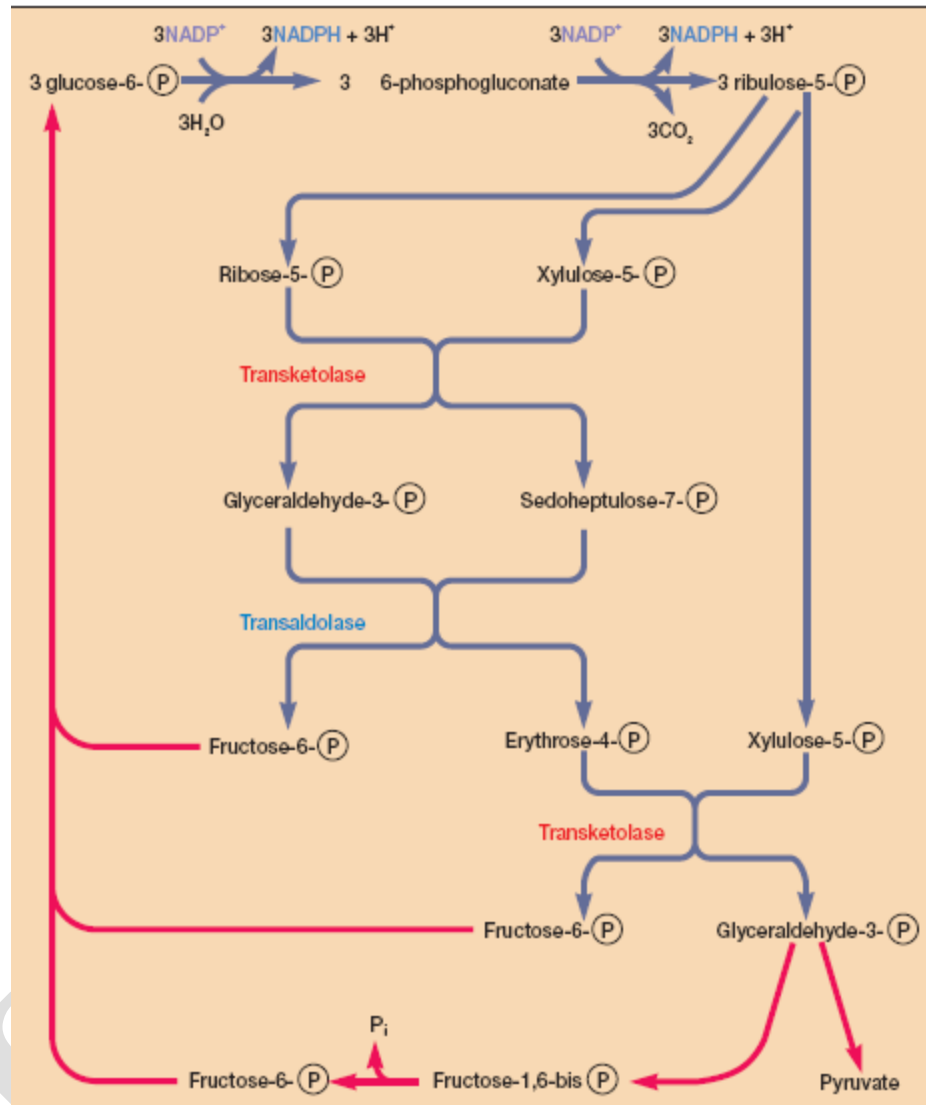 3NADP⁺ 3NADPH + 3H⁺ 3NADP⁺ 3NADPH + 3H⁺
3 glucose-6- P 3 6-phosphogluconate 3 ribulose-5- P
3H₂O 3CO₂
Ribose-5- P Xylulose-5- P
Transketolase
Glyceraldehyde-3- P Sedoheptulose-7- P
Transaldolase
Fructose-6- P Erythrose-4- P Xylulose-5- P
Transketolase
Fructose-6- P Glyceraldehyde-3- P
Pᵢ
Fructose-6- P Fructose-1,6-bis P Pyruvate